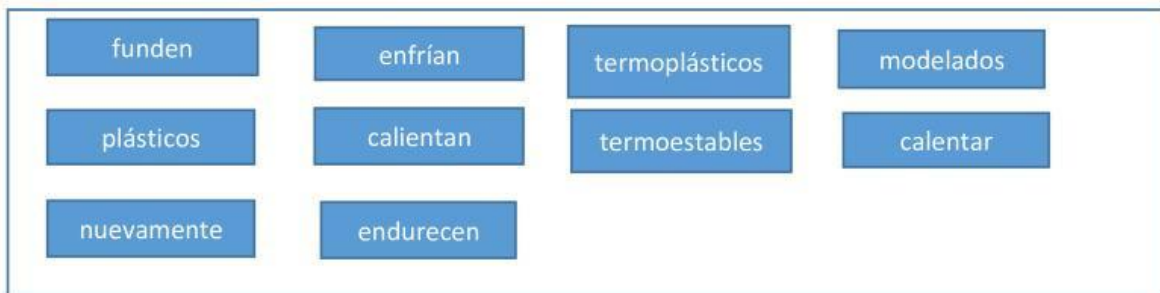 funden enfrían termoplásticos modelados
plásticos calientan termoestables calentar
nuevamente endurecen